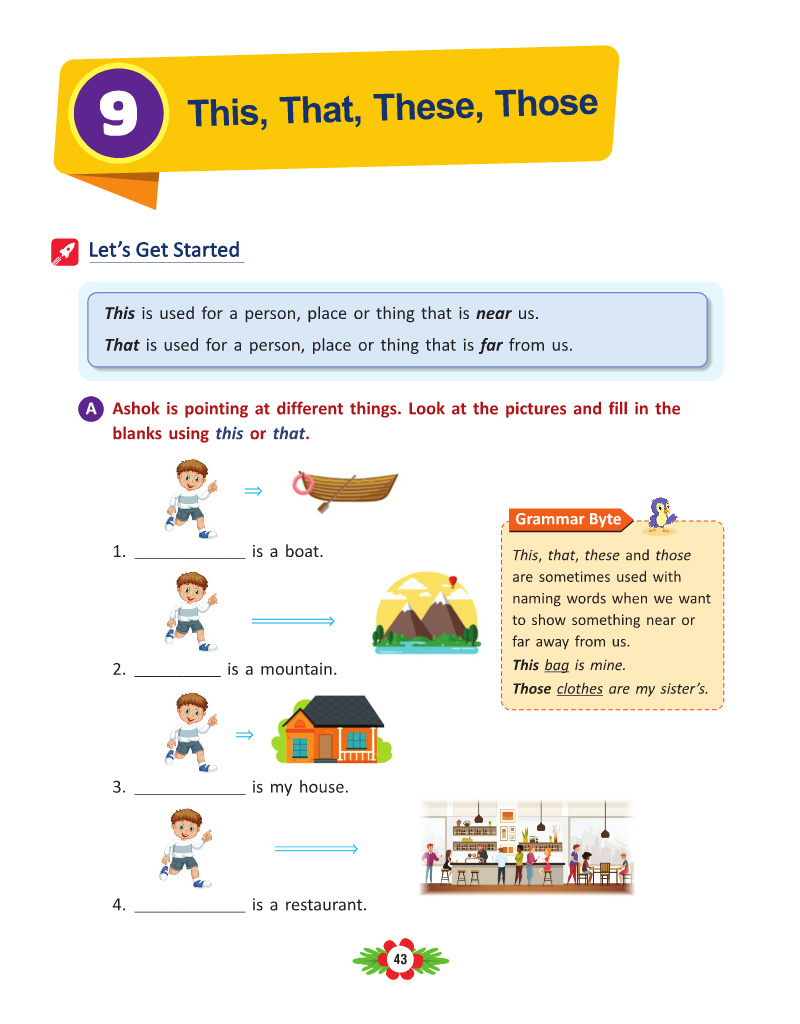 9
This, That, These, Those
Let's Get Started
This is used for a person, place or thing that is near us.
That is used for a person, place or thing that is far from us.
A Ashok is pointing at different things. Look at the pictures and fill in the
blanks using this or that.
1. ____________ is a boat.
2. __________ is a mountain.
3. ____________ is my house.
4. ____________ is a restaurant.
Grammar Byte
This, that, these and those
are sometimes used with
naming words when we want
to show something near or
far away from us.
This bag is mine.
Those clothes are my sister's.
43